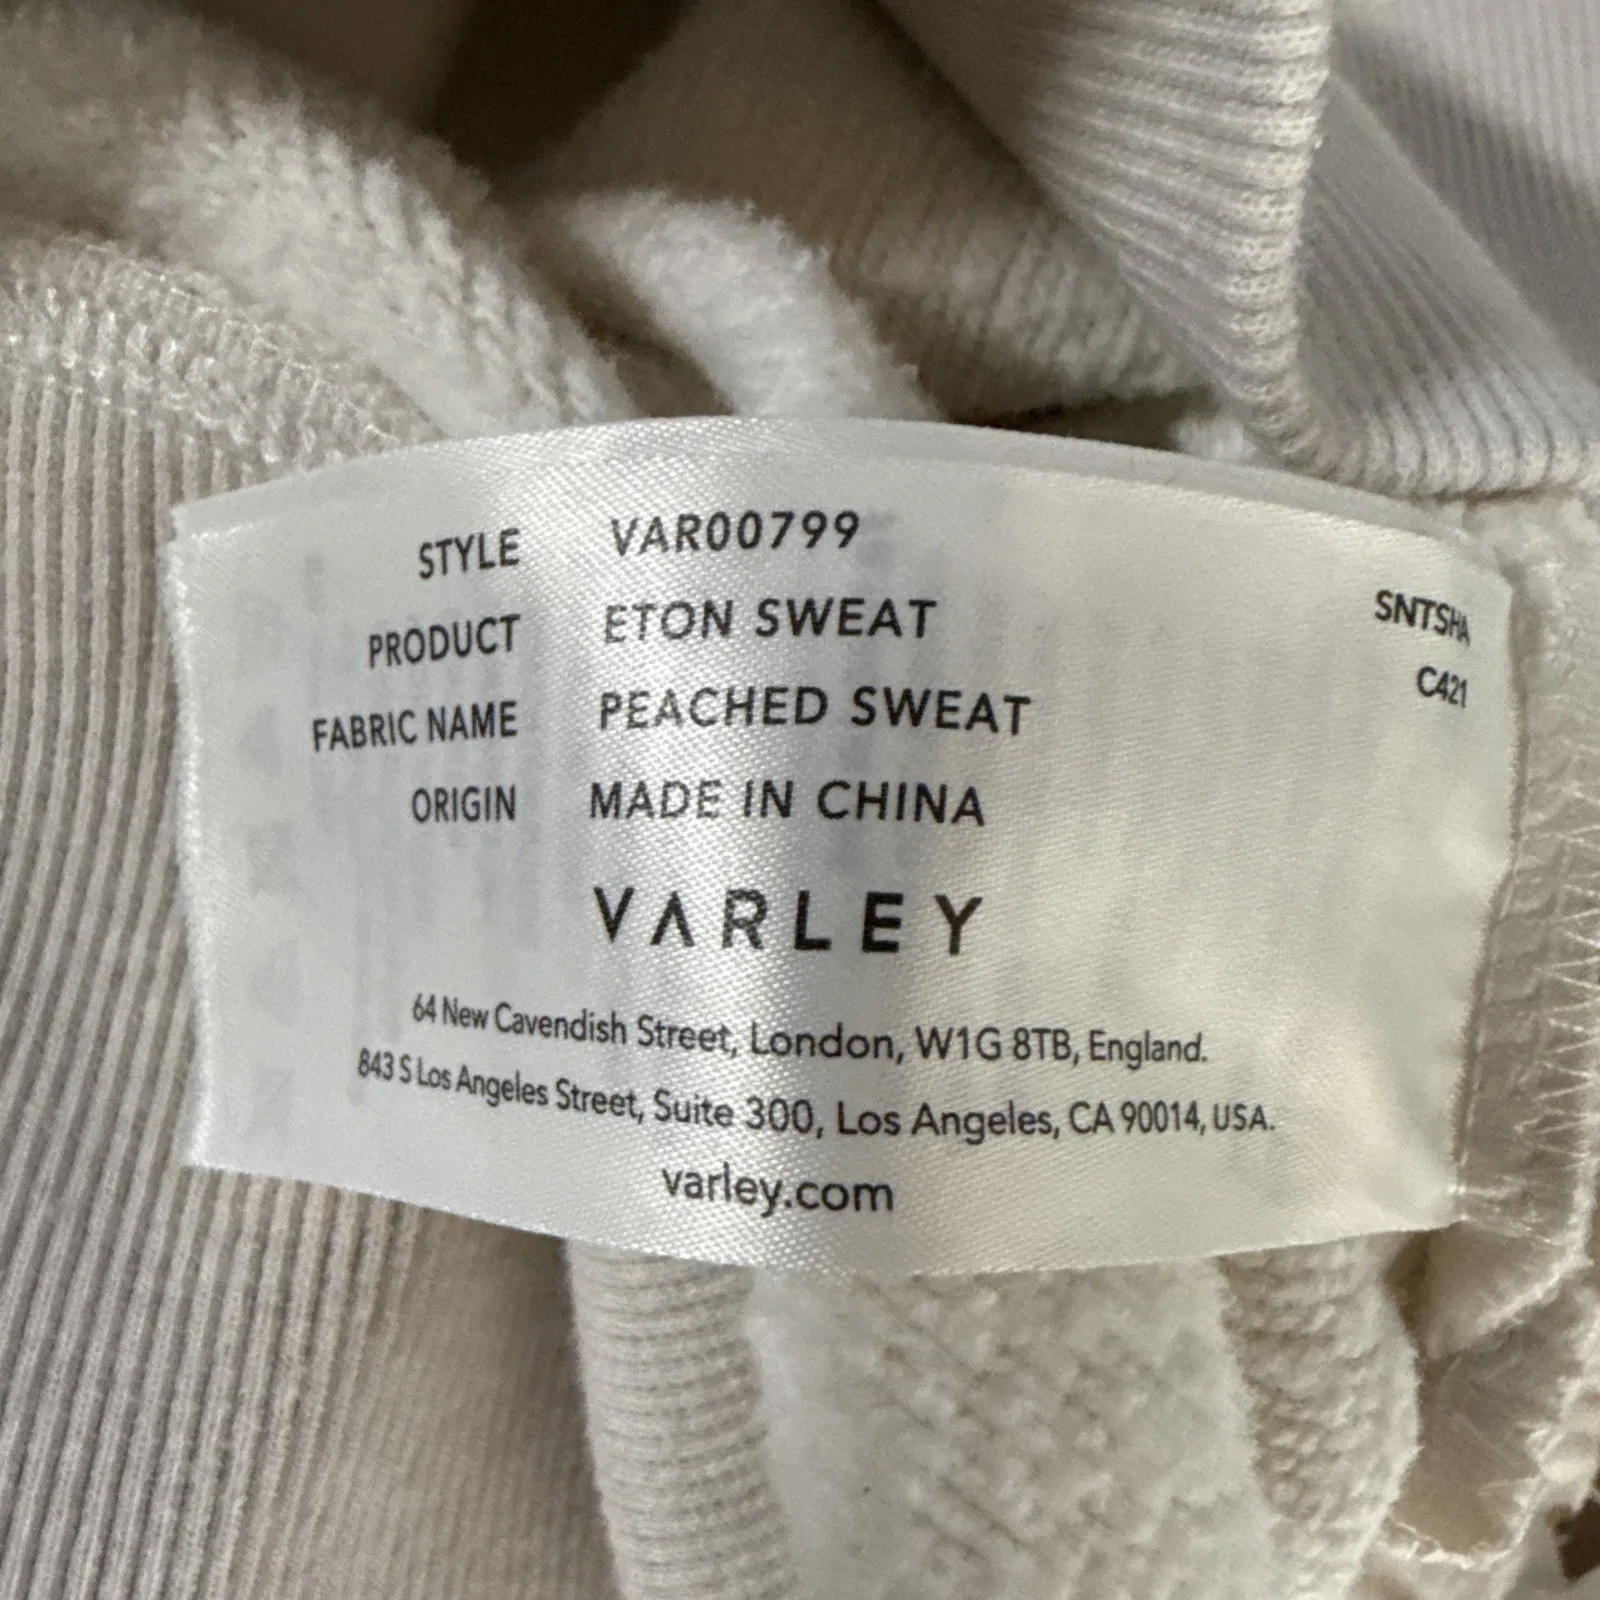 STYLE VAR00799
PRODUCT ETON SWEAT
FABRIC NAME PEACHED SWEAT
ORIGIN MADE IN CHINA
SNTSHA
C421
VARLEY
64 New Cavendish Street, London, W1G 8TB, England.
843 S Los Angeles Street, Suite 300, Los Angeles, CA 90014, USA.
varley.com